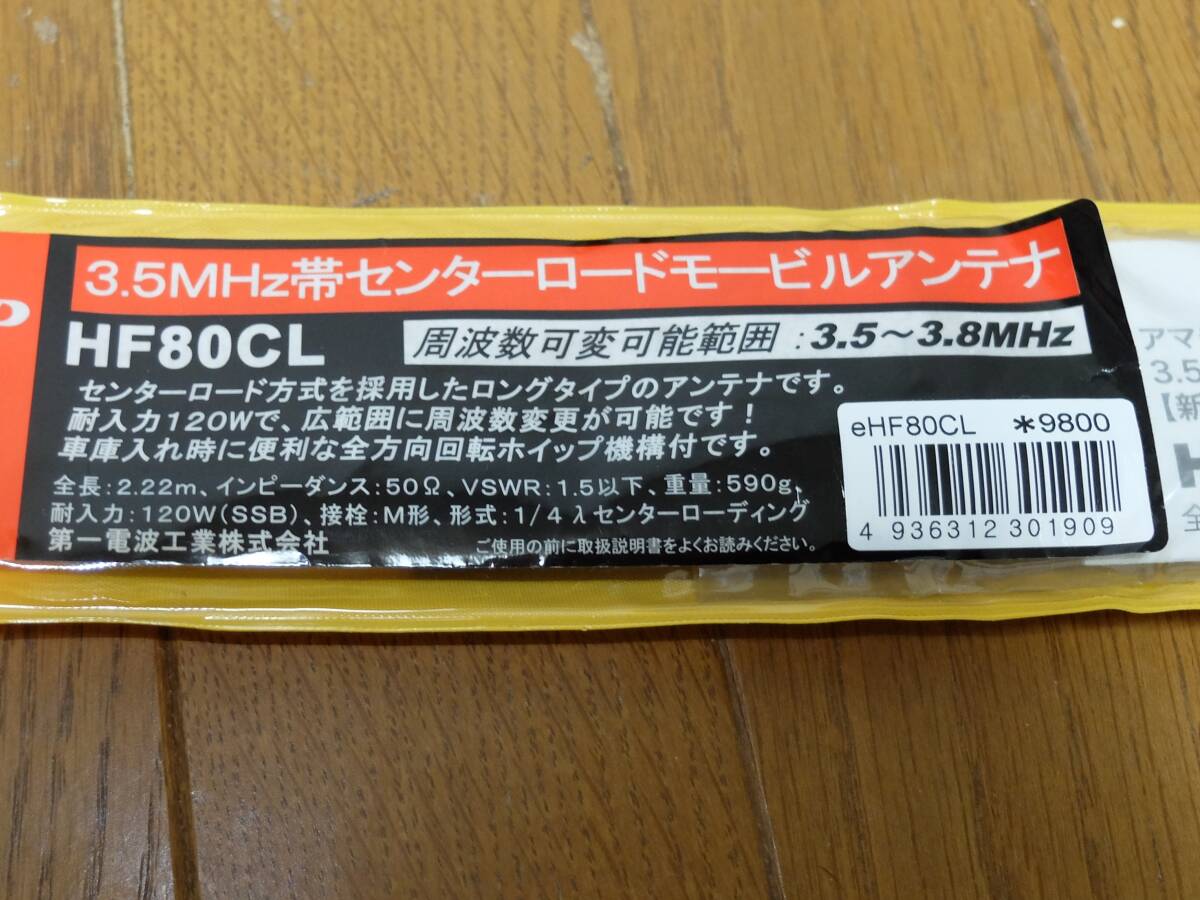 3.5MHz帯センターロードモービルアンテナ
HF80CL 周波数可変可能範囲:3.5～3.8MHz
センターロード方式を採用したロングタイプのアンテナです。
耐入力120Wで、広範囲に周波数変更が可能です!
車庫入れ時に便利な全方向回転ホイップ機構付です。
全長:2.22m、インピーダンス:50Ω、VSWR:1.5以下、重量:590g、
耐入力:120W(SSB)、接栓:M形、形式:1/4λセンターローディング
第一電波工業株式会社 ご使用の前に取扱説明書をよくお読みください。
eHF80CL *9800
4 936312 301909
アマ
3.5
【新
H
全